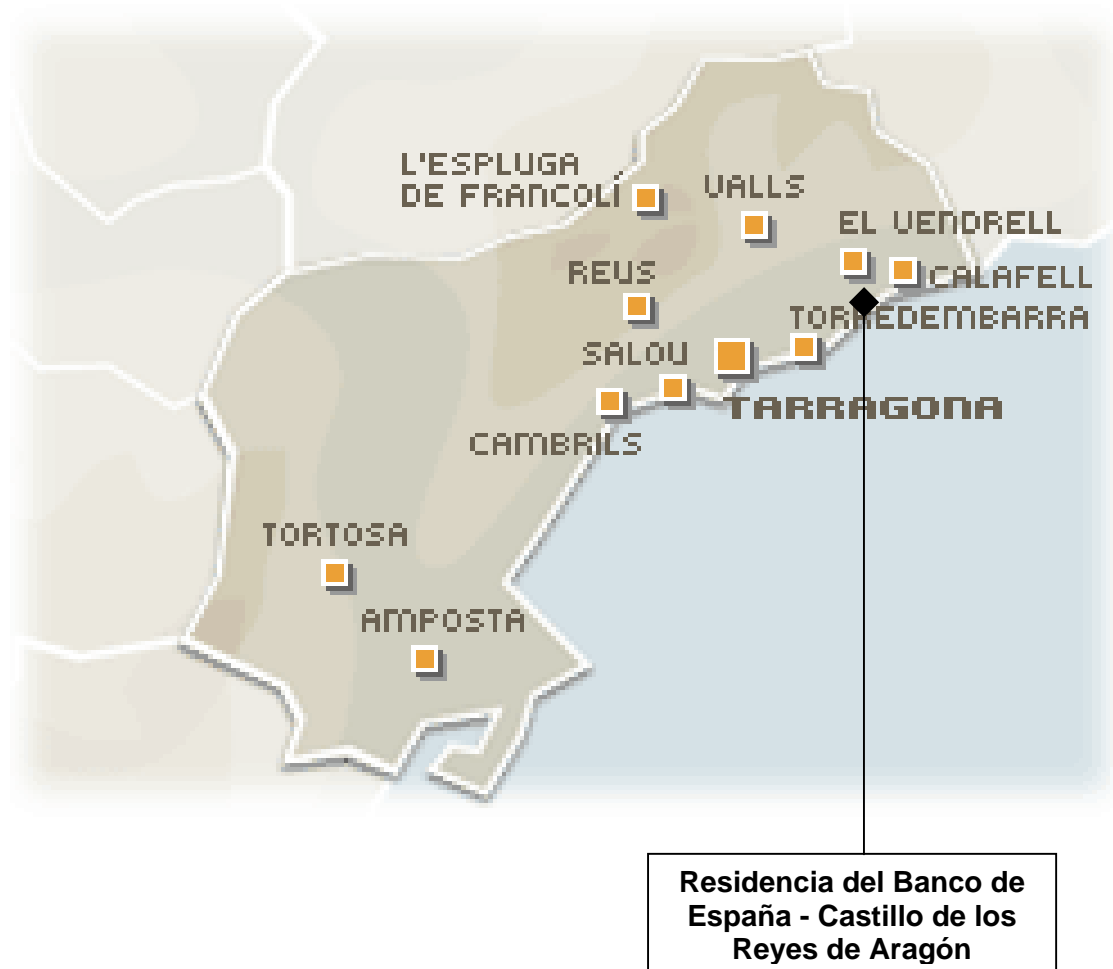 L'ESPLUGA
DE FRANCOLÍ
VALLS
EL VENDRELL
REUS
CALAFELL
TORREDEMBARRA
SALOU
TARRAGONA
CAMBRILS
TORTOSA
AMPOSTA
Residencia del Banco de
España - Castillo de los
Reyes de Aragón